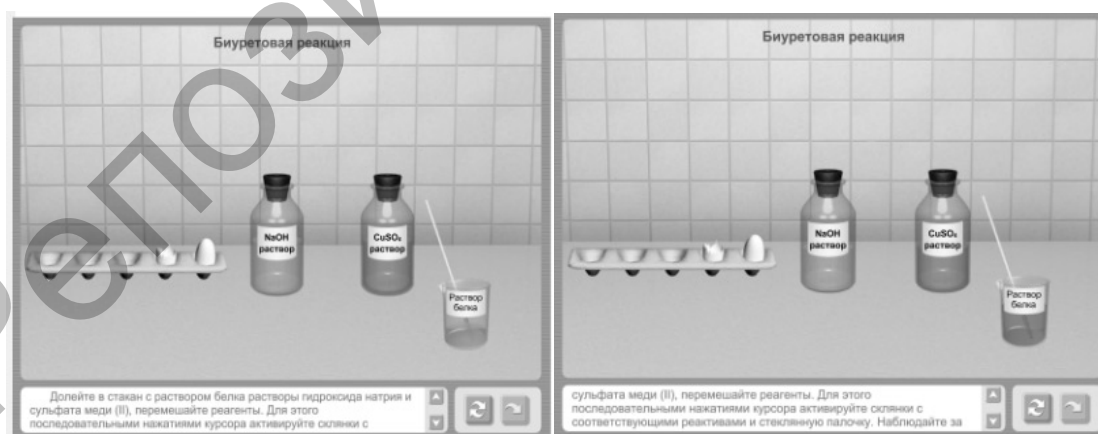 Биуретовая реакция
NaOH
раствор
CuSO₄
раствор
Раствор
белка
Долейте в стакан с раствором белка растворы гидроксида натрия и
сульфата меди (II), перемешайте реагенты. Для этого
последовательными нажатиями курсора активируйте склянки с
Биуретовая реакция
NaOH
раствор
CuSO₄
раствор
Раствор
белка
сульфата меди (II), перемешайте реагенты. Для этого
последовательными нажатиями курсора активируйте склянки с
соответствующими реактивами и стеклянную палочку. Наблюдайте за
репози